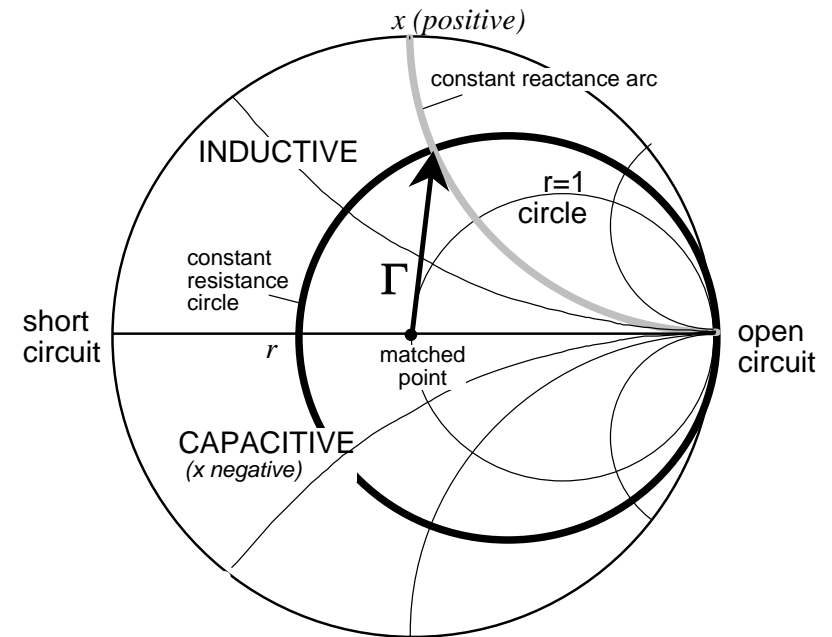 x (positive)
constant reactance arc
INDUCTIVE
r=1
circle
constant
resistance
circle
Γ
short
circuit
r
matched
point
open
circuit
CAPACITIVE
(x negative)